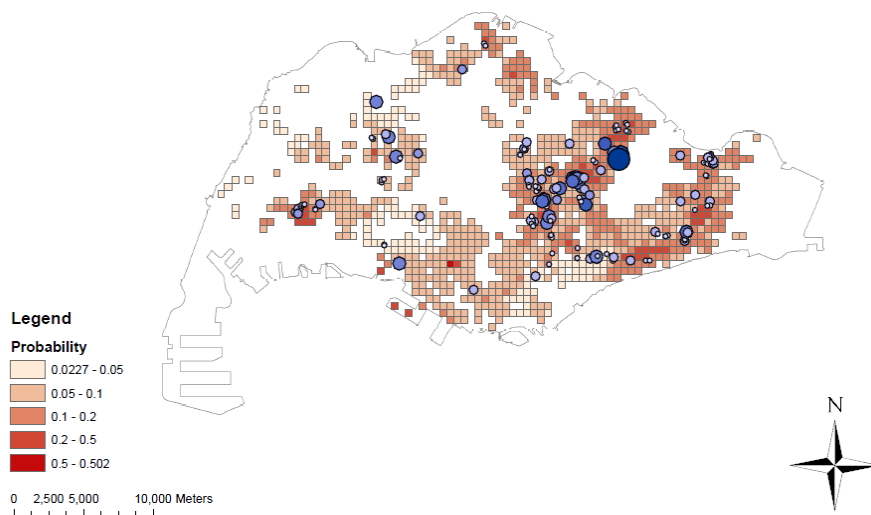 N
Legend
Probability
0.0227 - 0.05
0.05 - 0.1
0.1 - 0.2
0.2 - 0.5
0.5 - 0.502
0 2,500 5,000 10,000 Meters